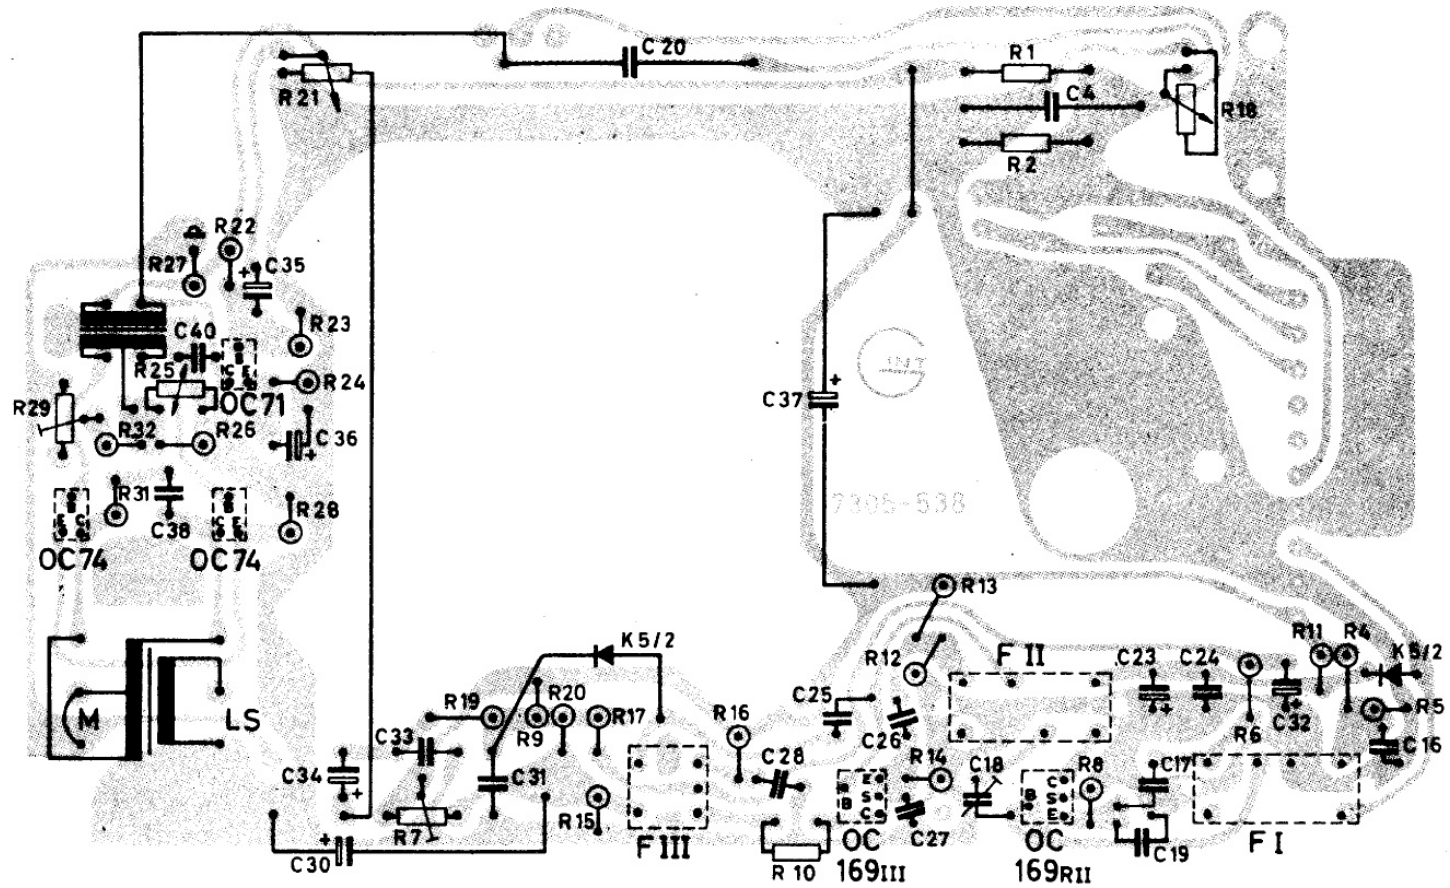 C 20
R1
R21
C4
R18
R2
R22
R27
+
C35
R23
C40
B
C E
R25
R24
INT
OC71
R29
C37
+
R32
R26
C 36
+
R31
R28
7305-538
B
E C
B
C E
C38
OC74
OC74
R13
K 5/2
R11
R4
K 5/2
R12
F II
C23
C24
M
LS
R19
R20
C25
R9
R17
R16
C26
+
R6
C32
+
R5
C33
C 16
C34
+
C31
C28
R14
C18
R8
C17
E
B S
C
C
B S
E
R7
R15
C27
C30
+
F III
R 10
OC
169III
OC
169RII
C19
F I